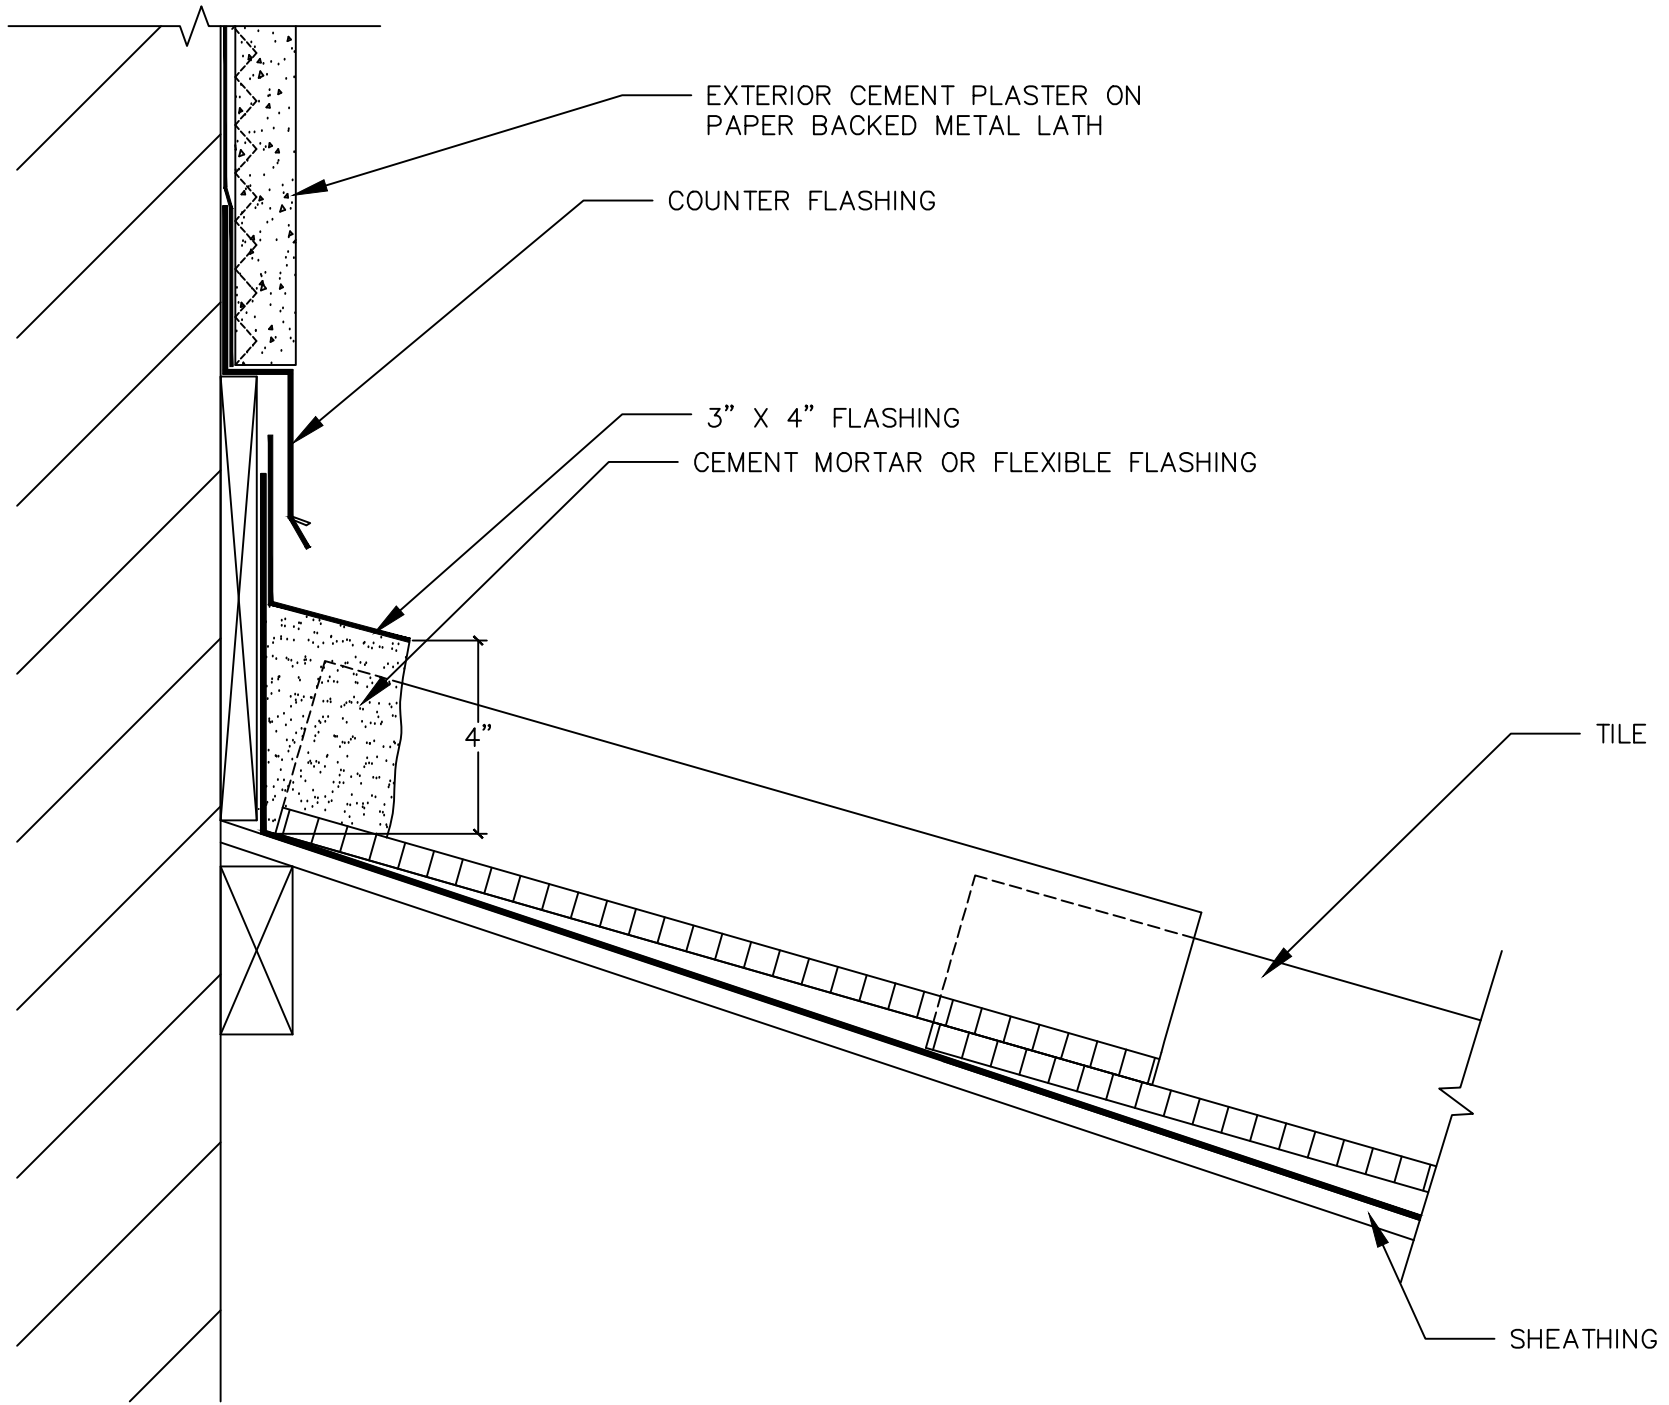 EXTERIOR CEMENT PLASTER ON
PAPER BACKED METAL LATH
COUNTER FLASHING
3” X 4” FLASHING
CEMENT MORTAR OR FLEXIBLE FLASHING
4”
TILE
SHEATHING